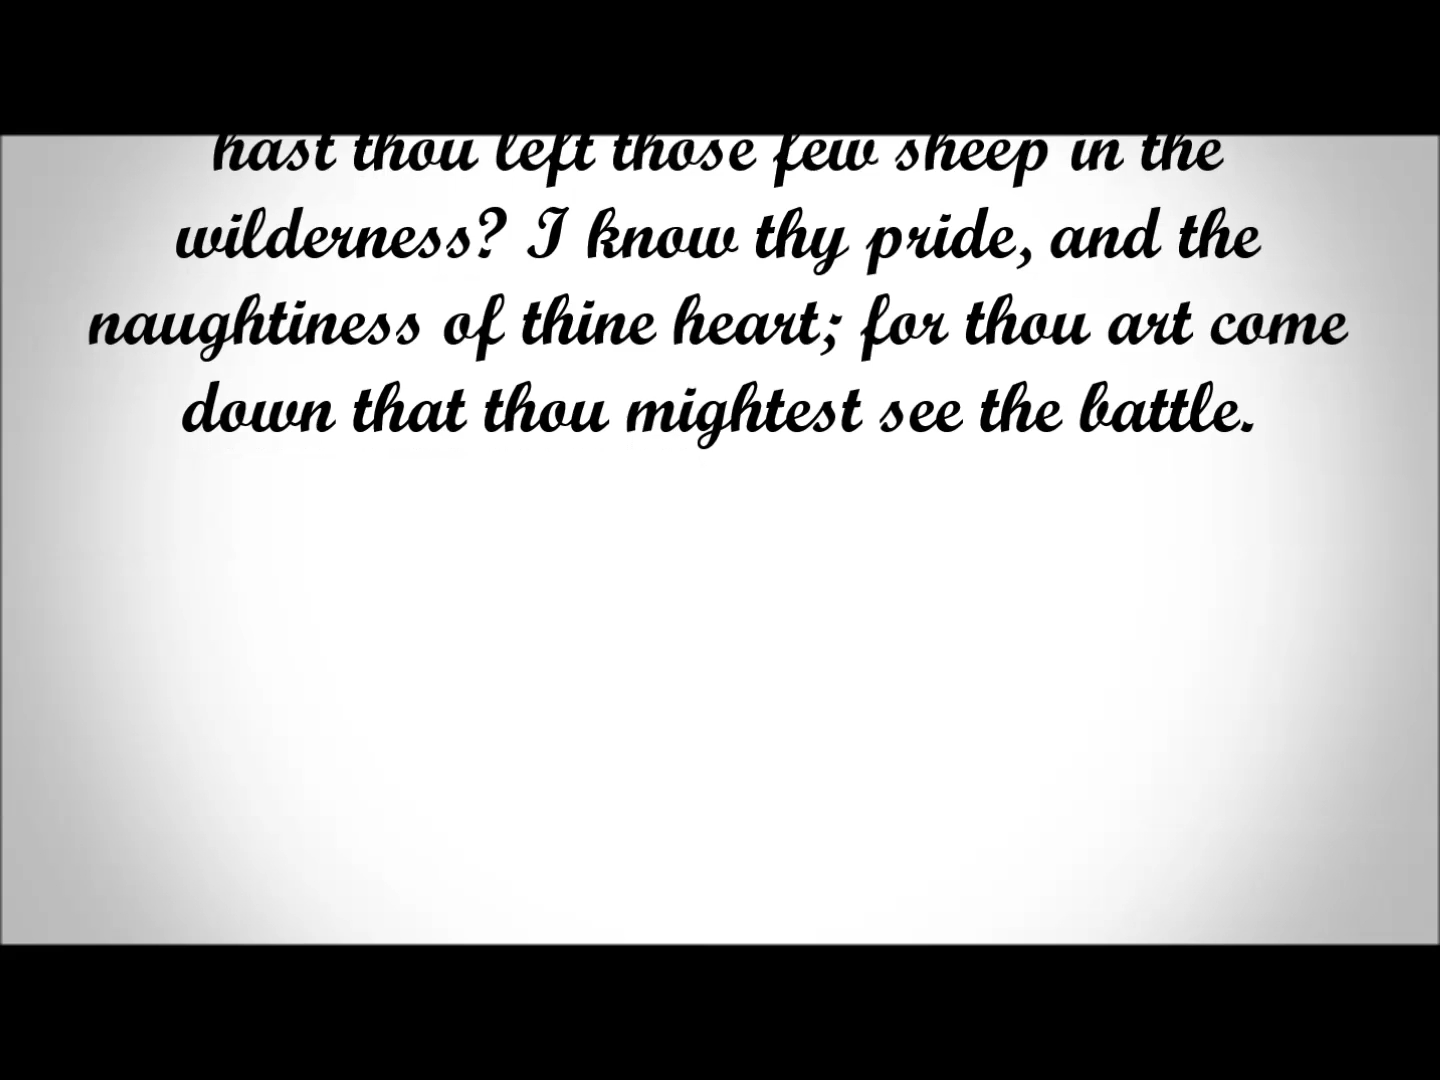 hast thou left those few sheep in the
wilderness? I know thy pride, and the
naughtiness of thine heart; for thou art come
down that thou mightest see the battle.